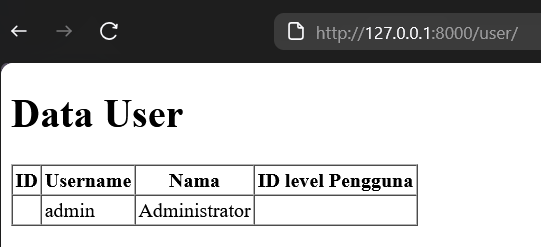 http://127.0.0.1:8000/user/
Data User
ID Username Nama ID level Pengguna
admin Administrator